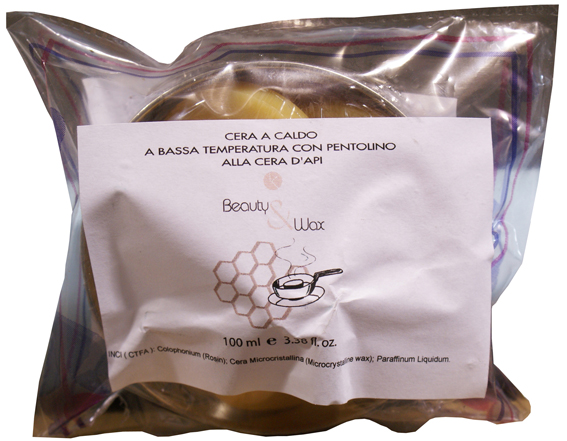 CERA A CALDO
A BASSA TEMPERATURA CON PENTOLINO
ALLA CERA D'API
Beauty
&
Wax
100 ml e 3.38 fl. oz.
INCI ( CTFA ): Colophonium (Rosin); Cera Microcristallina (Microcrystalline wax); Paraffinum Liquidum.